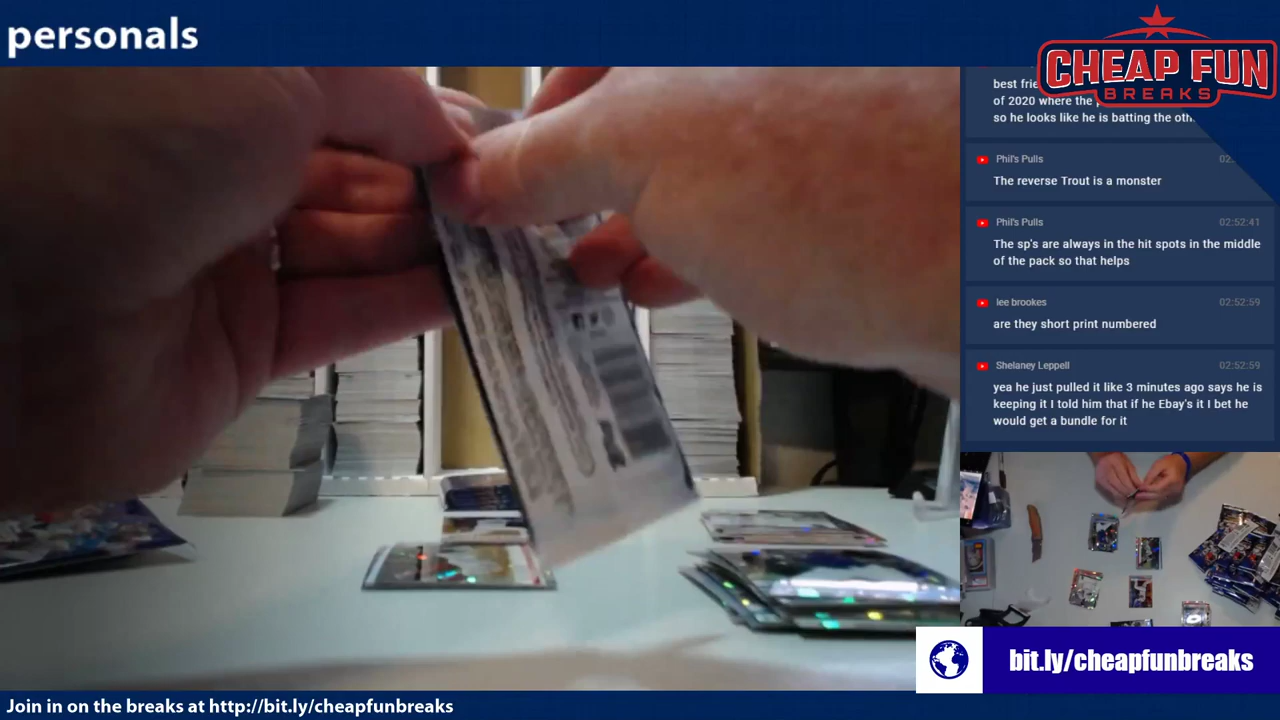 personals
CHEAP FUN
BREAKS
best frie
of 2020 where the
so he looks like he is batting the oth
Phil's Pulls
The reverse Trout is a monster
Phil's Pulls 02:52:41
The sp's are always in the hit spots in the middle
of the pack so that helps
lee brookes 02:52:59
are they short print numbered
Shelaney Leppell 02:52:59
yea he just pulled it like 3 minutes ago says he is
keeping it I told him that if he Ebay's it I bet he
would get a bundle for it
bit.ly/cheapfunbreaks
Join in on the breaks at http://bit.ly/cheapfunbreaks